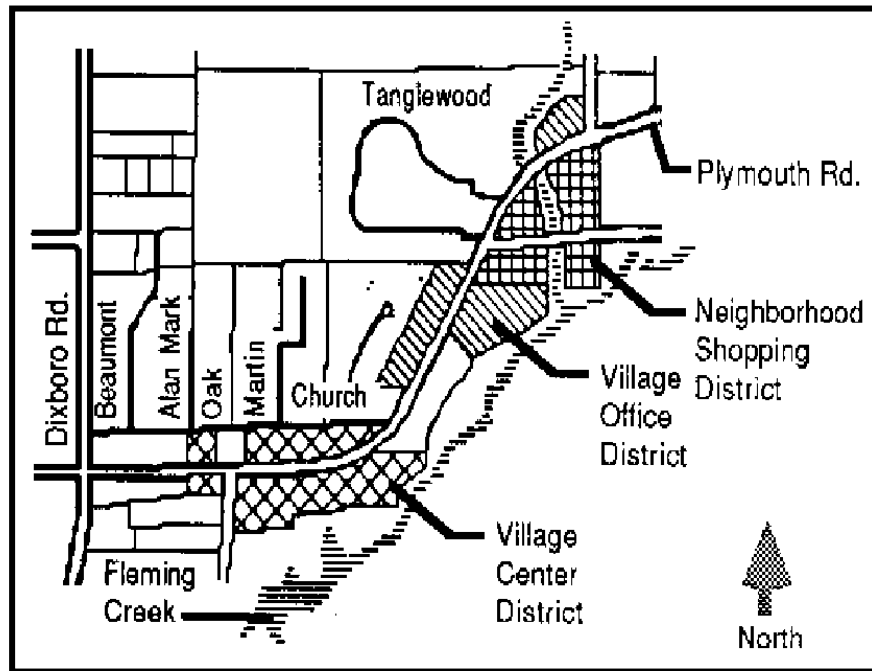 Tanglewood
Plymouth Rd.
Dixboro Rd.
Beaumont
Alan Mark
Oak
Martin
Church
Neighborhood
Shopping
District
Village
Office
District
Village
Center
District
Fleming
Creek
North